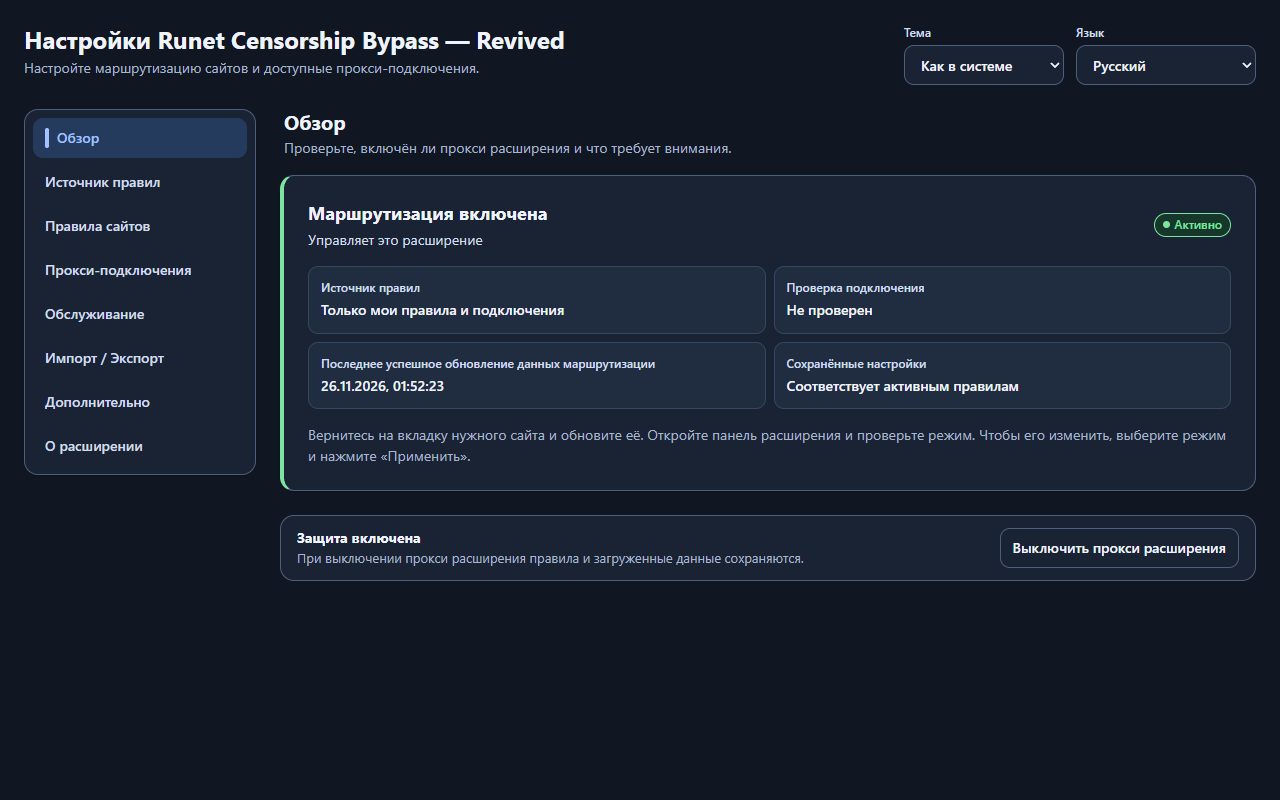 Настройки Runet Censorship Bypass — Revived
Настройте маршрутизацию сайтов и доступные прокси-подключения.
Тема
Как в системе
Язык
Русский
Обзор
Источник правил
Правила сайтов
Прокси-подключения
Обслуживание
Импорт / Экспорт
Дополнительно
О расширении
Обзор
Проверьте, включён ли прокси расширения и что требует внимания.
Маршрутизация включена
Управляет это расширение
Активно
Источник правил
Только мои правила и подключения
Проверка подключения
Не проверен
Последнее успешное обновление данных маршрутизации
26.11.2026, 01:52:23
Сохранённые настройки
Соответствует активным правилам
Вернитесь на вкладку нужного сайта и обновите её. Откройте панель расширения и проверьте режим. Чтобы его изменить, выберите режим
и нажмите «Применить».
Защита включена
При выключении прокси расширения правила и загруженные данные сохраняются.
Выключить прокси расширения